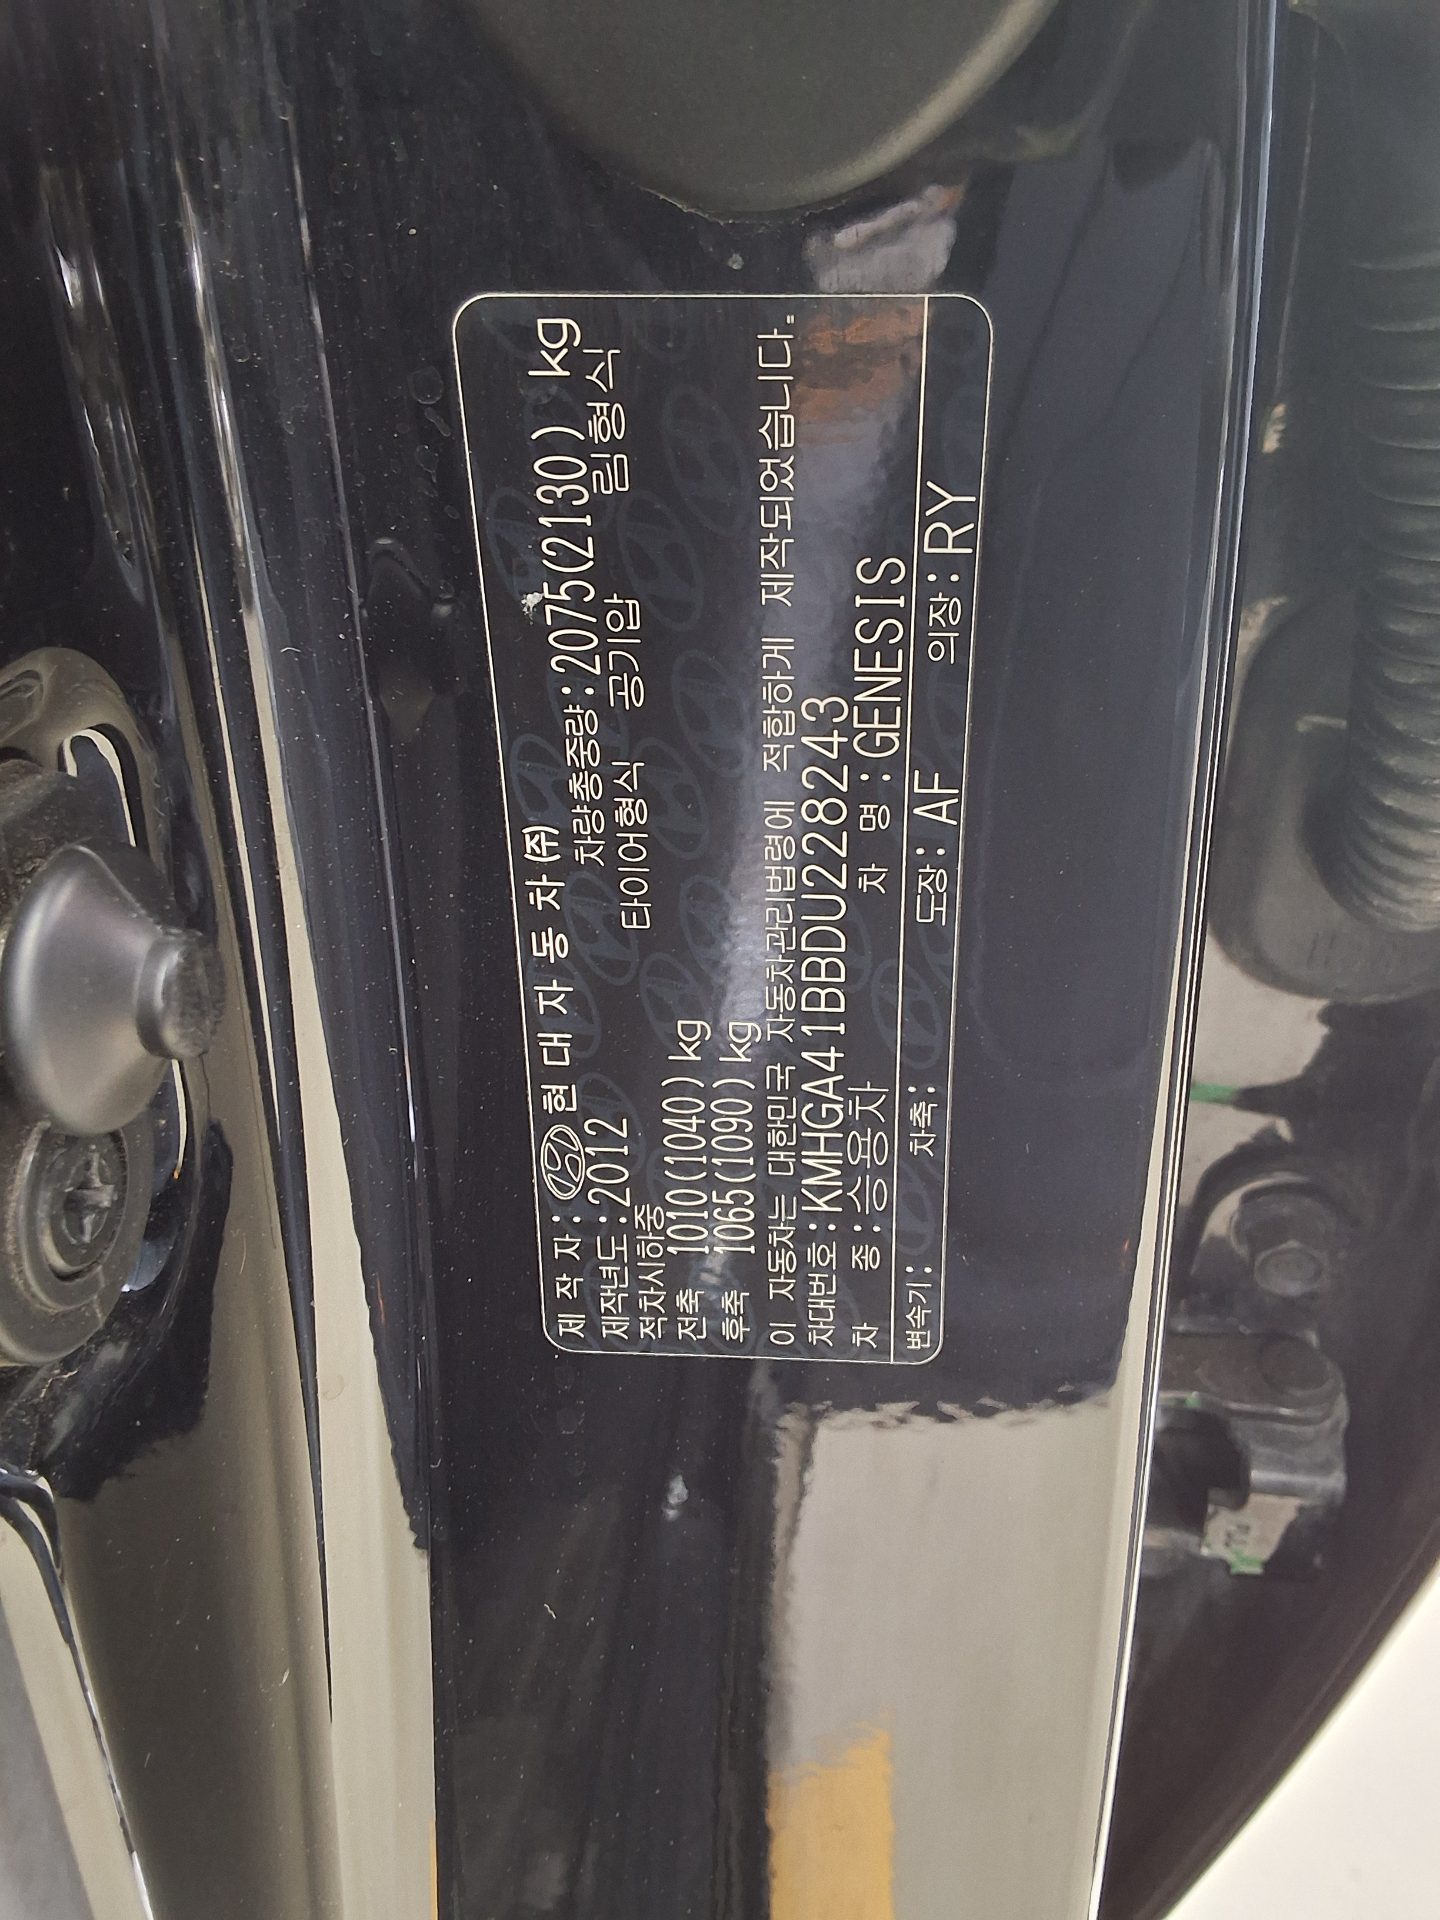 제 작 자 : 현 대 자 동 차 (주)
제작년도 : 2012 차량총중량 : 2075(2130) kg
적차시하중 타이어형식 공기압 림형식
전축 1010(1040) kg
후축 1065(1090) kg
이 자동차는 대한민국 자동차관리법령에 적합하게 제작되었습니다.
차대번호 : KMHGA41BBDU228243
차 종 : 승용차 차 명 : GENESIS
변속기 : 차축 : 도장 : AF 의장 : RY